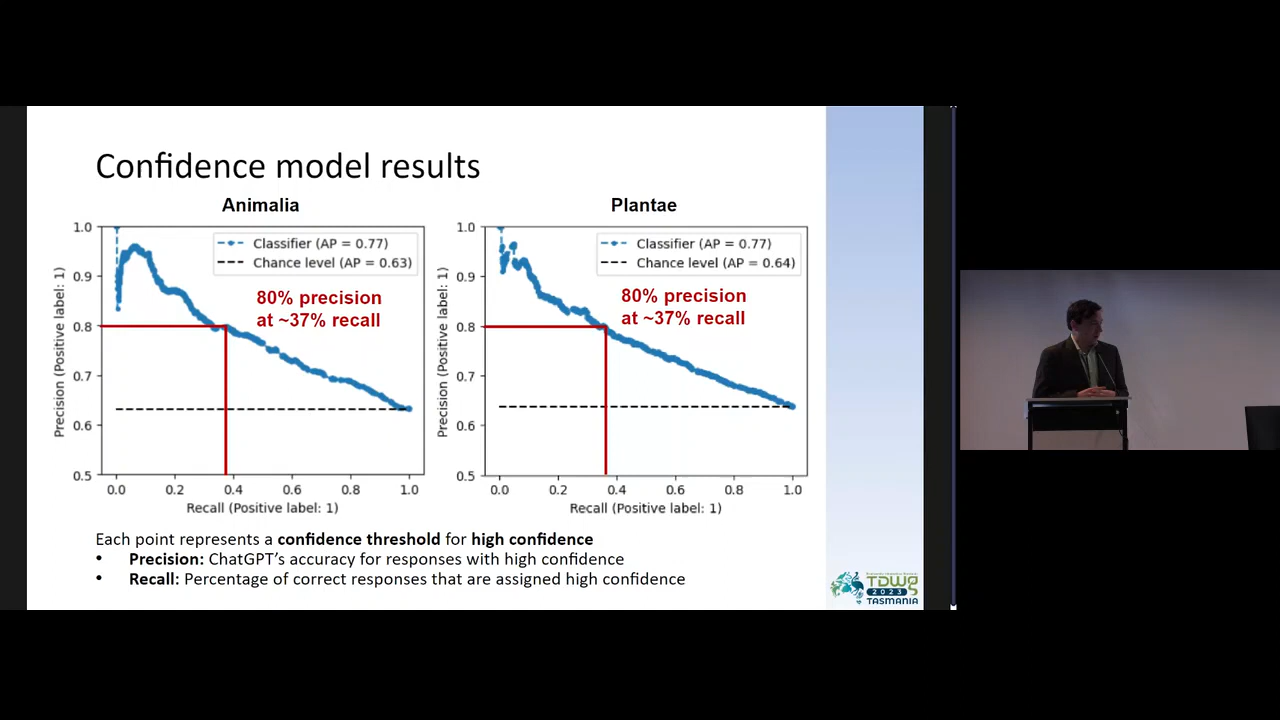 Confidence model results
Animalia
1.0
0.9
0.8
0.7
0.6
0.5
Precision (Positive label: 1)
Classifier (AP = 0.77)
Chance level (AP = 0.63)
80% precision
at ~37% recall
0.0 0.2 0.4 0.6 0.8 1.0
Recall (Positive label: 1)
Plantae
1.0
0.9
0.8
0.7
0.6
0.5
Precision (Positive label: 1)
Classifier (AP = 0.77)
Chance level (AP = 0.64)
80% precision
at ~37% recall
0.0 0.2 0.4 0.6 0.8 1.0
Recall (Positive label: 1)
Each point represents a confidence threshold for high confidence
• Precision: ChatGPT’s accuracy for responses with high confidence
• Recall: Percentage of correct responses that are assigned high confidence
TDWG
2023
TASMANIA